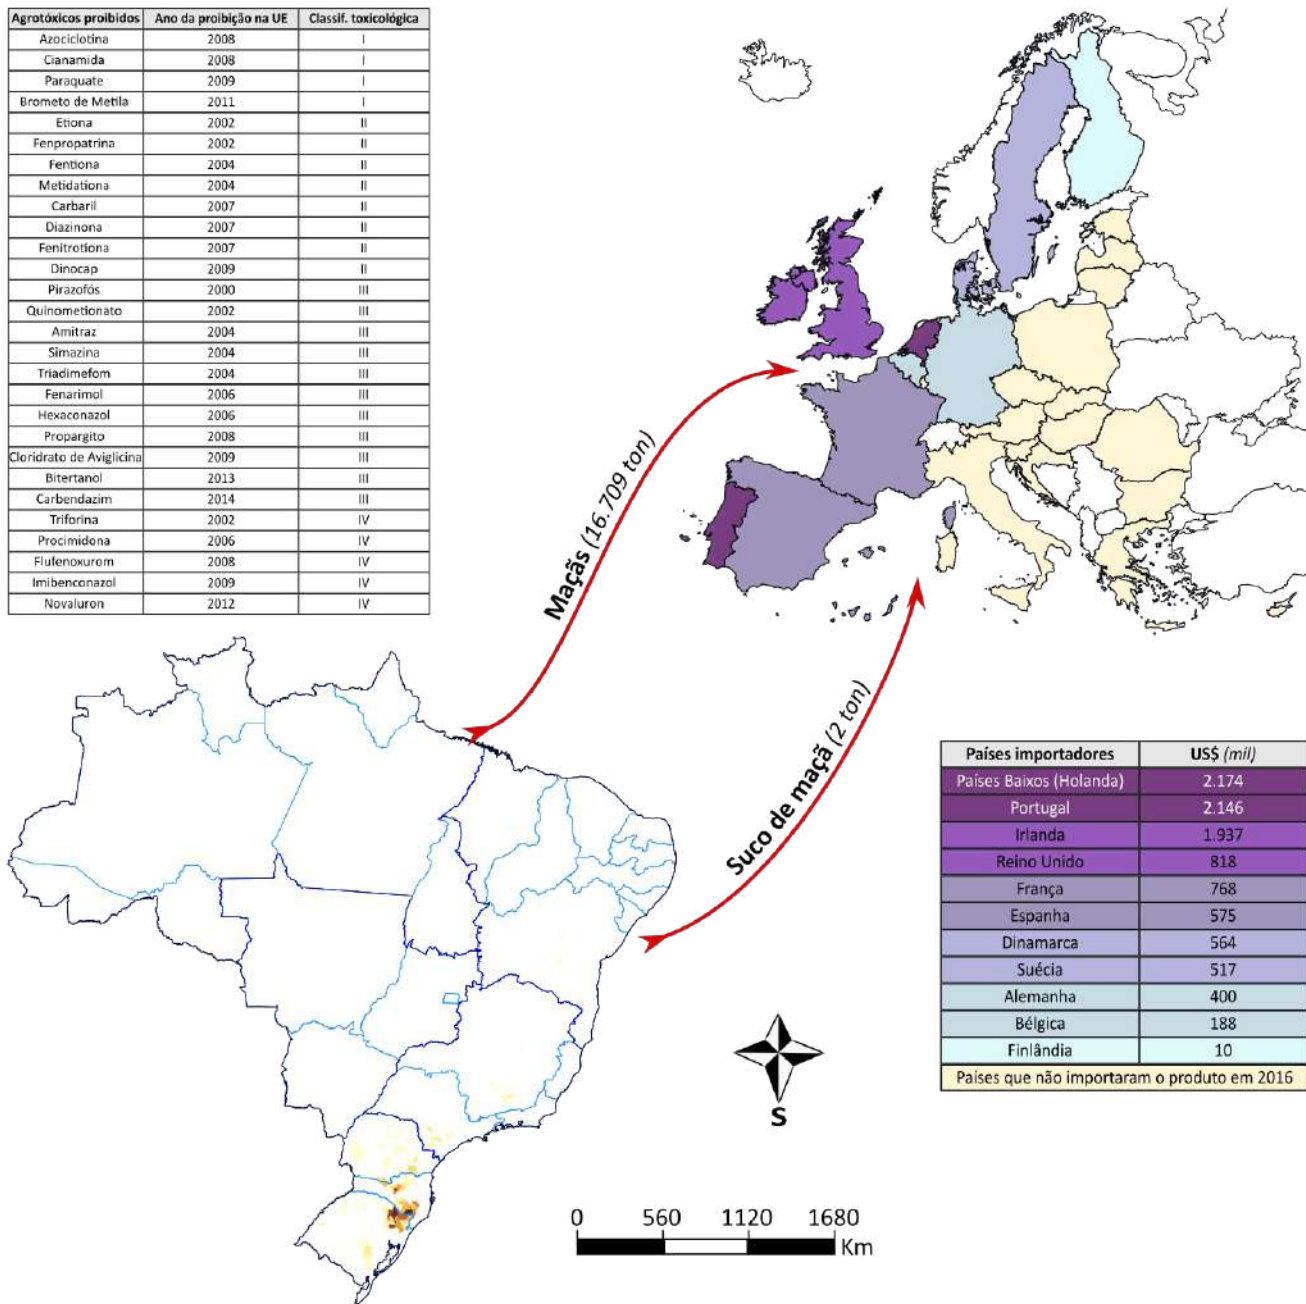 Agrotóxicos proibidos Ano da proibição na UE Classif. toxicológica
Azociclotina 2008 I
Cianamida 2008 I
Paraquate 2009 I
Brometo de Metila 2011 I
Etiona 2002 II
Fenpropatrina 2002 II
Fentiona 2004 II
Metidationa 2004 II
Carbaril 2007 II
Diazinona 2007 II
Fenitrotiona 2007 II
Dinocap 2009 II
Pirazofós 2000 III
Quinometionato 2002 III
Amitraz 2004 III
Simazina 2004 III
Triadimefom 2004 III
Fenarimol 2006 III
Hexaconazol 2006 III
Propargito 2008 III
Cloridrato de Aviglicina 2009 III
Bitertanol 2013 III
Carbendazim 2014 III
Triforina 2002 IV
Procimidona 2006 IV
Flufenoxurom 2008 IV
Imibenconazol 2009 IV
Novaluron 2012 IV
Maçãs (16.709 ton)
Suco de maçã (2 ton)
Países importadores US$ (mil)
Países Baixos (Holanda) 2.174
Portugal 2.146
Irlanda 1.937
Reino Unido 818
França 768
Espanha 575
Dinamarca 564
Suécia 517
Alemanha 400
Bélgica 188
Finlândia 10
Países que não importaram o produto em 2016
S
0 560 1120 1680
Km